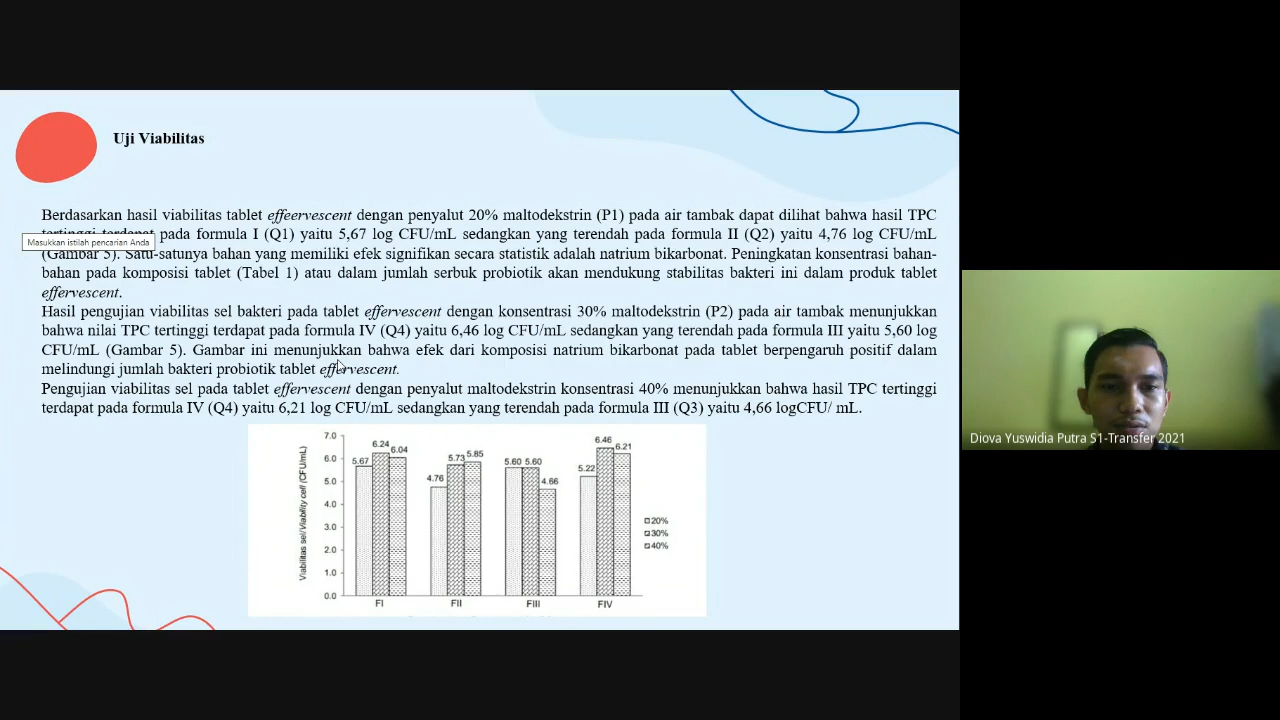 Uji Viabilitas
Berdasarkan hasil viabilitas tablet effeervescent dengan penyalut 20% maltodekstrin (P1) pada air tambak dapat dilihat bahwa hasil TPC
tertinggi terdapat pada formula I (Q1) yaitu 5,67 log CFU/mL sedangkan yang terendah pada formula II (Q2) yaitu 4,76 log CFU/mL
Masukkan istilah pencarian Anda
(Gambar 5). Satu-satunya bahan yang memiliki efek signifikan secara statistik adalah natrium bikarbonat. Peningkatan konsentrasi bahan-
bahan pada komposisi tablet (Tabel 1) atau dalam jumlah serbuk probiotik akan mendukung stabilitas bakteri ini dalam produk tablet
effervescent.
Hasil pengujian viabilitas sel bakteri pada tablet effervescent dengan konsentrasi 30% maltodekstrin (P2) pada air tambak menunjukkan
bahwa nilai TPC tertinggi terdapat pada formula IV (Q4) yaitu 6,46 log CFU/mL sedangkan yang terendah pada formula III yaitu 5,60 log
CFU/mL (Gambar 5). Gambar ini menunjukkan bahwa efek dari komposisi natrium bikarbonat pada tablet berpengaruh positif dalam
melindungi jumlah bakteri probiotik tablet effervescent.
Pengujian viabilitas sel pada tablet effervescent dengan penyalut maltodekstrin konsentrasi 40% menunjukkan bahwa hasil TPC tertinggi
terdapat pada formula IV (Q4) yaitu 6,21 log CFU/mL sedangkan yang terendah pada formula III (Q3) yaitu 4,66 logCFU/ mL.
Viabilitas sel/Viability cell (CFU/mL)
7.0
6.0
5.0
4.0
3.0
2.0
1.0
0.0
5.67 6.24 6.04
4.76 5.73 5.85
5.60 5.60 4.66
5.22 6.46 6.21
FI FII FIII FIV
20%
30%
40%
Diova Yuswidia Putra S1-Transfer 2021